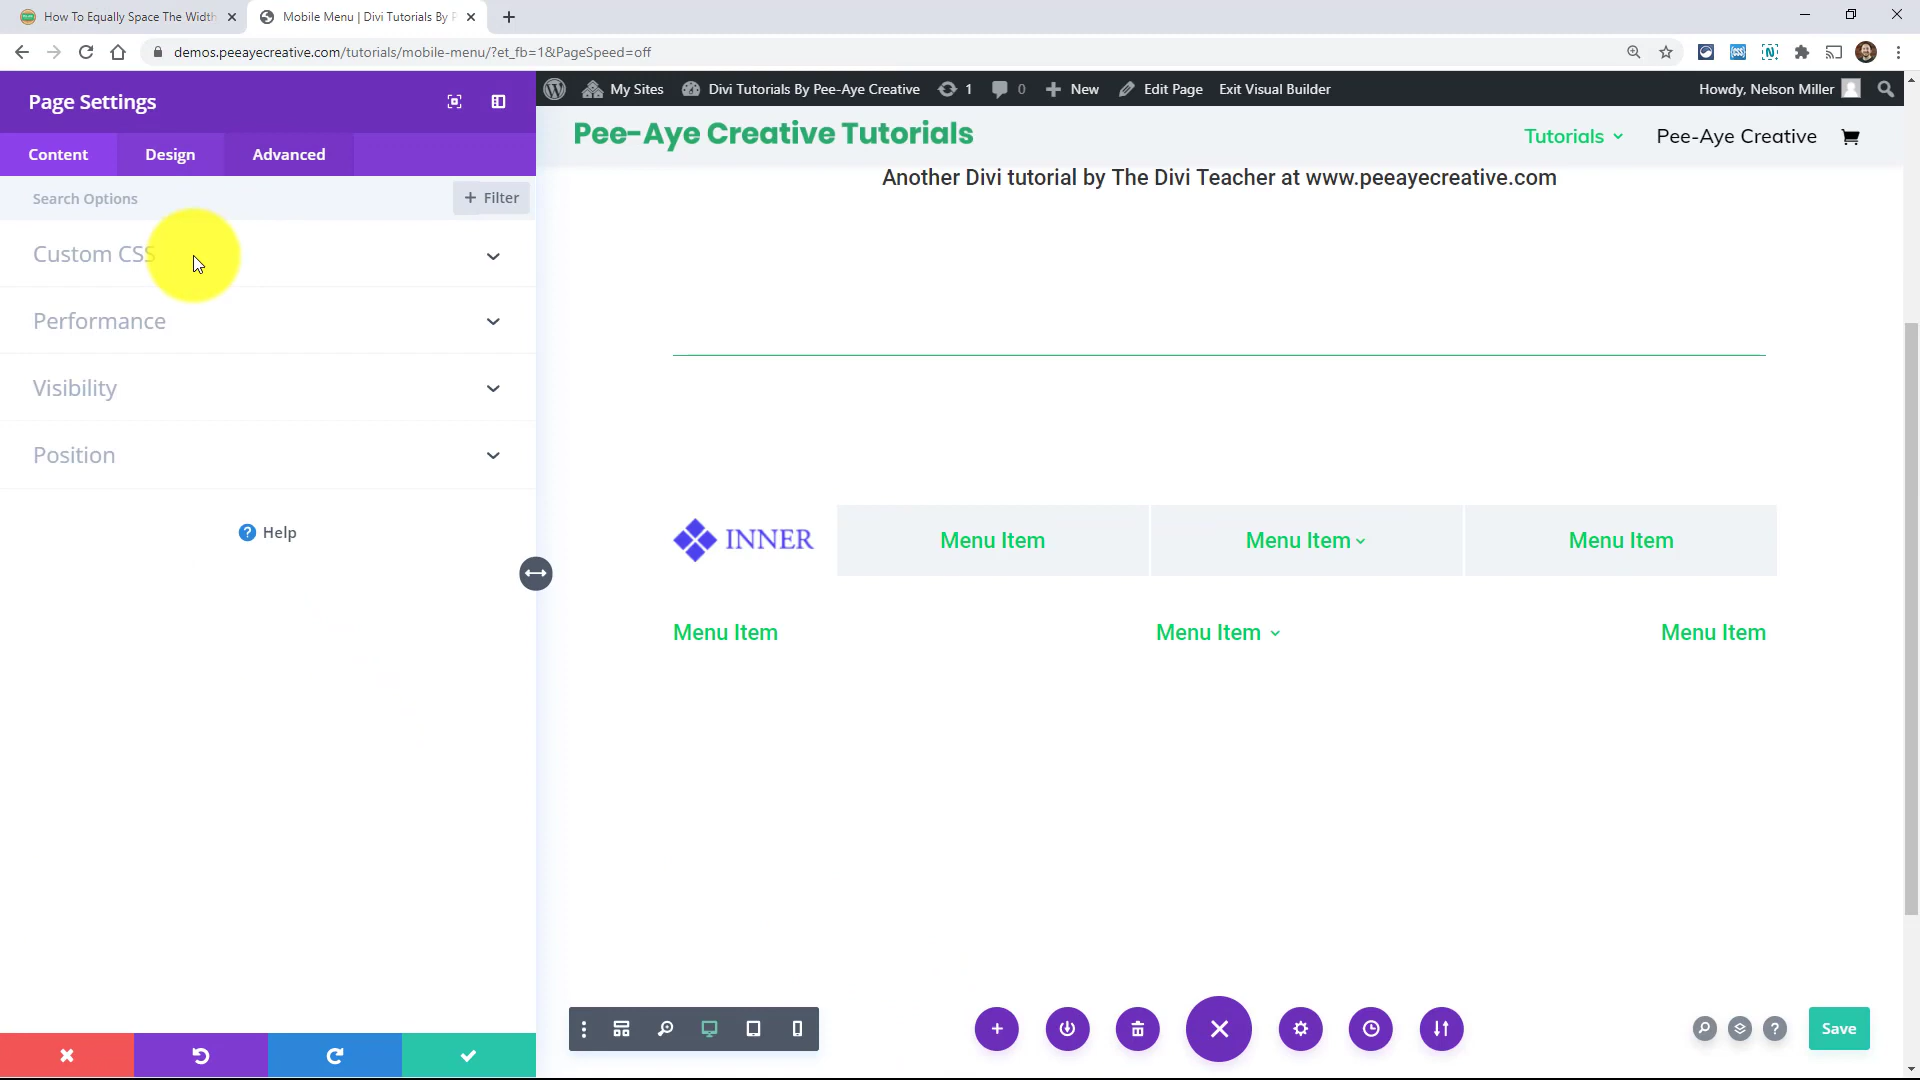 How To Equally Space The Width
Mobile Menu | Divi Tutorials By P
demos.peeayecreative.com/tutorials/mobile-menu/?et_fb=1&PageSpeed=off
Page Settings
My Sites
Divi Tutorials By Pee-Aye Creative
1
0
New
Edit Page
Exit Visual Builder
Howdy, Nelson Miller
Content
Design
Advanced
Pee-Aye Creative Tutorials
Tutorials
Pee-Aye Creative
Search Options
+ Filter
Another Divi tutorial by The Divi Teacher at www.peeayecreative.com
Custom CSS
Performance
Visibility
Position
? Help
INNER
Menu Item
Menu Item
Menu Item
Menu Item
Menu Item
Menu Item
Save